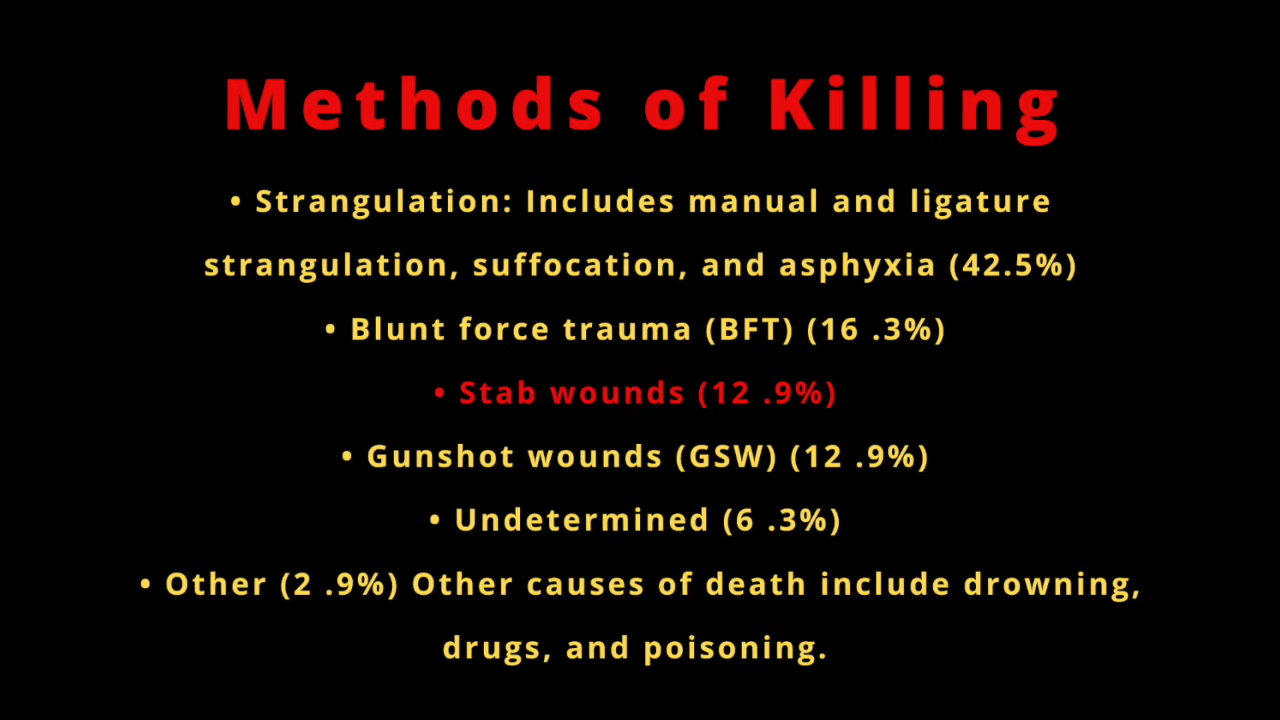 Methods of Killing
• Strangulation: Includes manual and ligature
strangulation, suffocation, and asphyxia (42.5%)
• Blunt force trauma (BFT) (16 .3%)
• Stab wounds (12 .9%)
• Gunshot wounds (GSW) (12 .9%)
• Undetermined (6 .3%)
• Other (2 .9%) Other causes of death include drowning,
drugs, and poisoning.